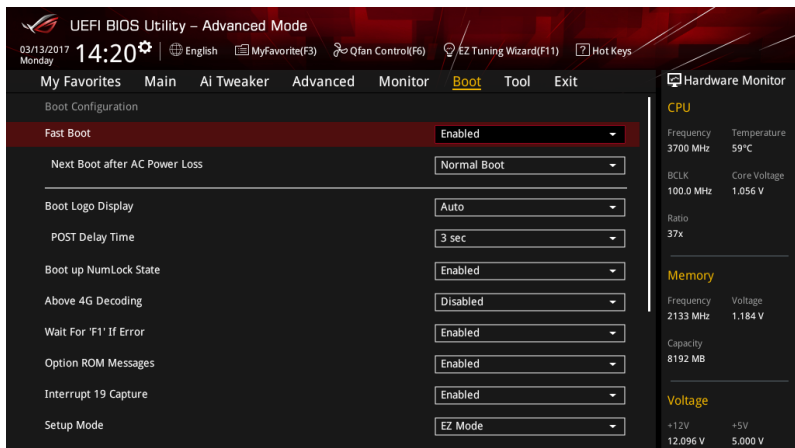 UEFI BIOS Utility – Advanced Mode
03/13/2017
Monday
14:20
English
MyFavorite(F3)
Qfan Control(F6)
EZ Tuning Wizard(F11)
? Hot Keys
My Favorites Main Ai Tweaker Advanced Monitor Boot Tool Exit
Boot Configuration
Fast Boot Enabled
Next Boot after AC Power Loss Normal Boot
Boot Logo Display Auto
POST Delay Time 3 sec
Boot up NumLock State Enabled
Above 4G Decoding Disabled
Wait For 'F1' If Error Enabled
Option ROM Messages Enabled
Interrupt 19 Capture Enabled
Setup Mode EZ Mode
Hardware Monitor
CPU
Frequency Temperature
3700 MHz 59°C
BCLK Core Voltage
100.0 MHz 1.056 V
Ratio
37x
Memory
Frequency Voltage
2133 MHz 1.184 V
Capacity
8192 MB
Voltage
+12V +5V
12.096 V 5.000 V